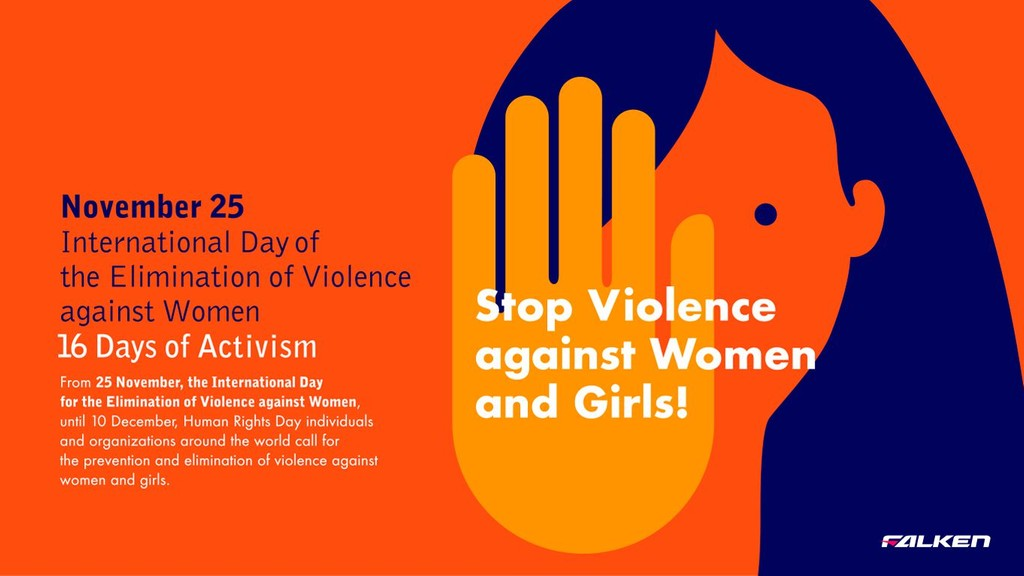 November 25
International Day of
the Elimination of Violence
against Women
16 Days of Activism
From 25 November, the International Day
for the Elimination of Violence against Women,
until 10 December, Human Rights Day individuals
and organizations around the world call for
the prevention and elimination of violence against
women and girls.
Stop Violence
against Women
and Girls!
FALKEN